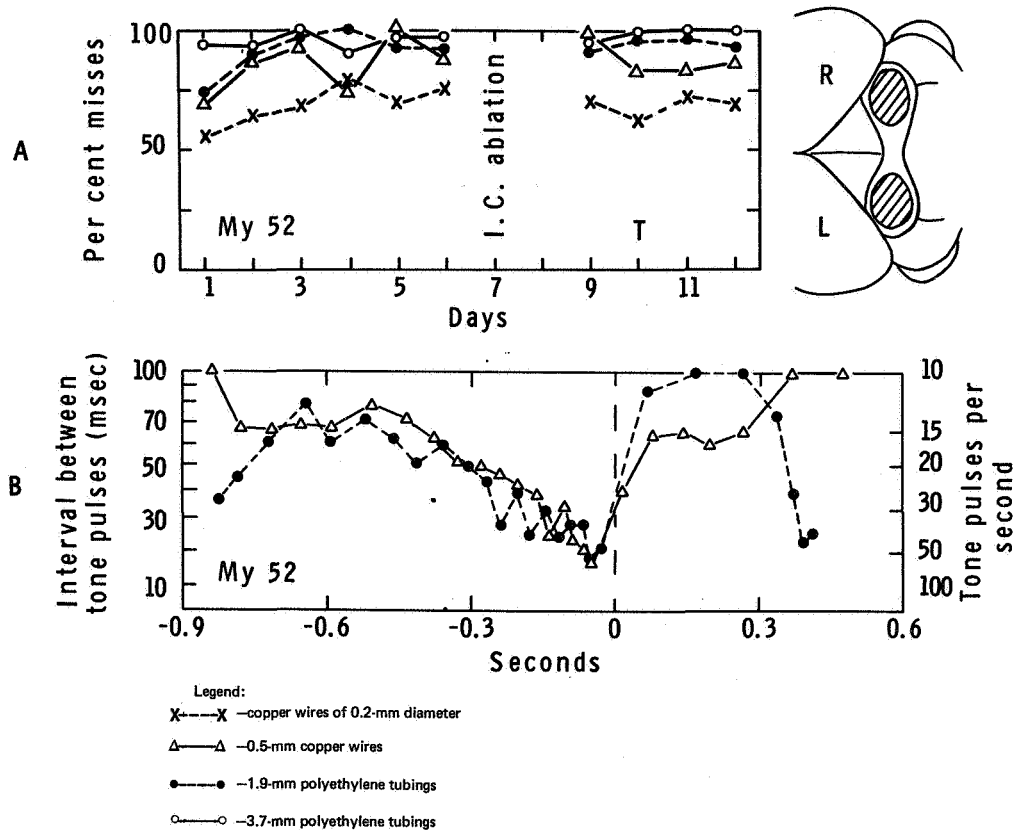 A
Per cent misses
100
50
0
My 52
I.C. ablation
T
1 3 5 7 9 11
Days
R
L
B
Interval between
tone pulses (msec)
100
70
50
30
10
My 52
10
15
20
30
50
100
Tone pulses per
second
-0.9 -0.6 -0.3 0 0.3 0.6
Seconds
Legend:
X----X –copper wires of 0.2-mm diameter
–0.5-mm copper wires
–1.9-mm polyethylene tubings
–3.7-mm polyethylene tubings